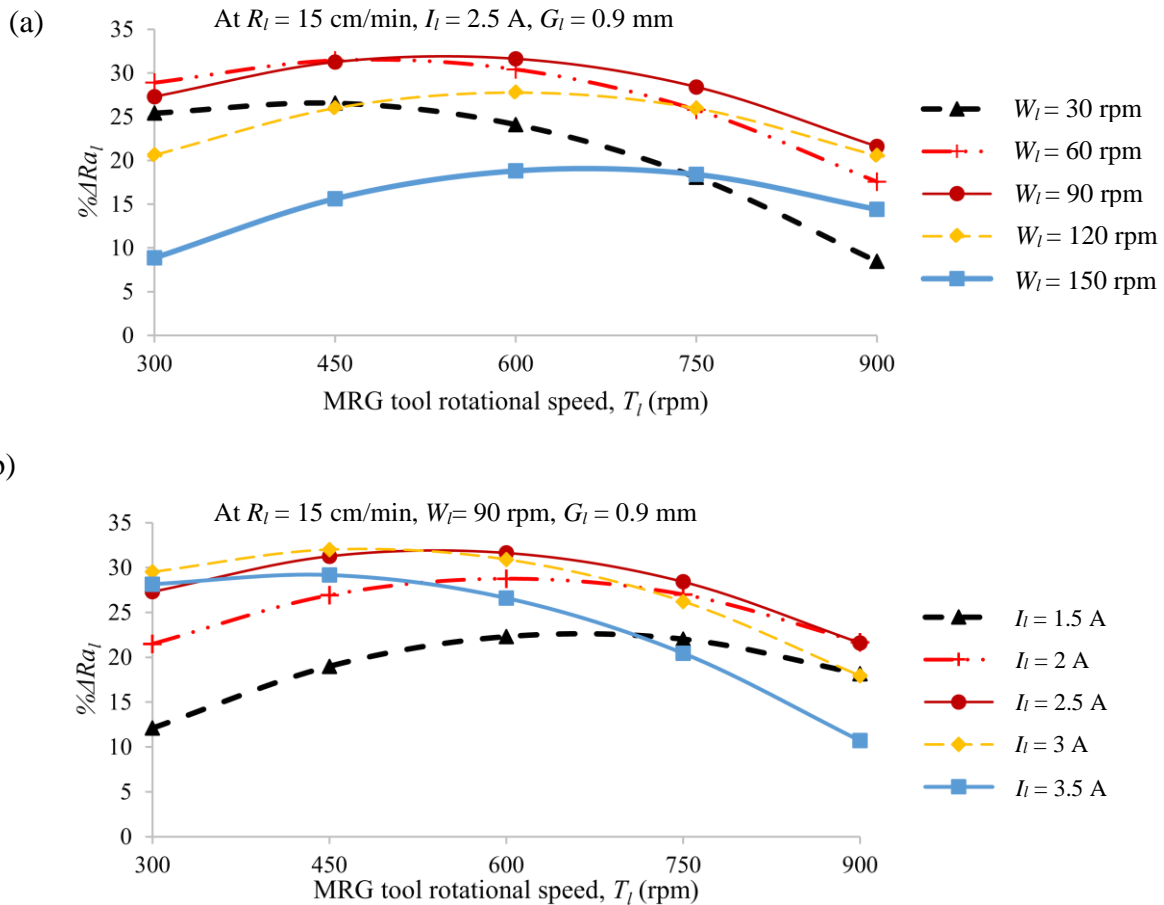 (a)
At Rl = 15 cm/min, Il = 2.5 A, Gl = 0.9 mm
%ΔRal
35
30
25
20
15
10
5
0
300 450 600 750 900
MRG tool rotational speed, Tl (rpm)
Wl = 30 rpm
Wl = 60 rpm
Wl = 90 rpm
Wl = 120 rpm
Wl = 150 rpm
)
At Rl = 15 cm/min, Wl= 90 rpm, Gl = 0.9 mm
%ΔRal
35
30
25
20
15
10
5
0
300 450 600 750 900
MRG tool rotational speed, Tl (rpm)
Il = 1.5 A
Il = 2 A
Il = 2.5 A
Il = 3 A
Il = 3.5 A